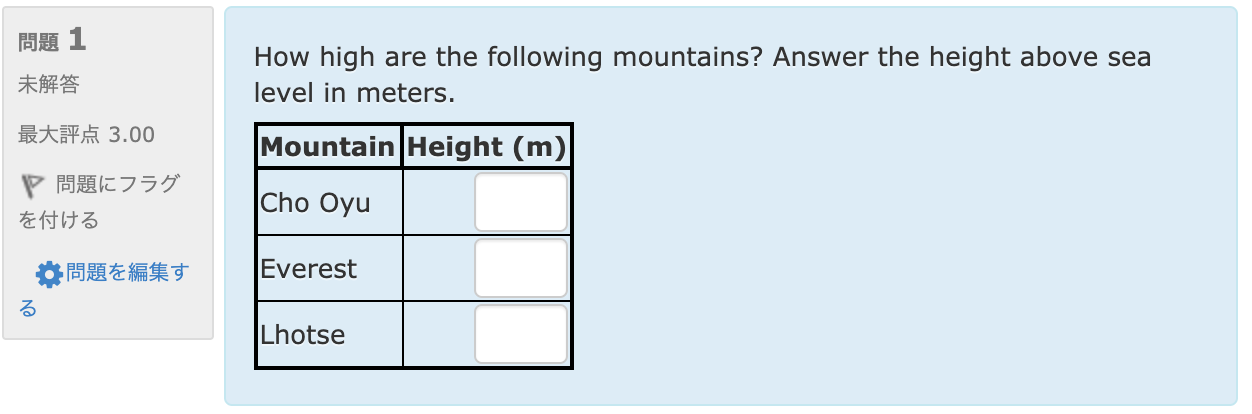 問題 1
未解答
最大評点 3.00
問題にフラグ
を付ける
問題を編集す
る
How high are the following mountains? Answer the height above sea
level in meters.
Mountain Height (m)
Cho Oyu
Everest
Lhotse